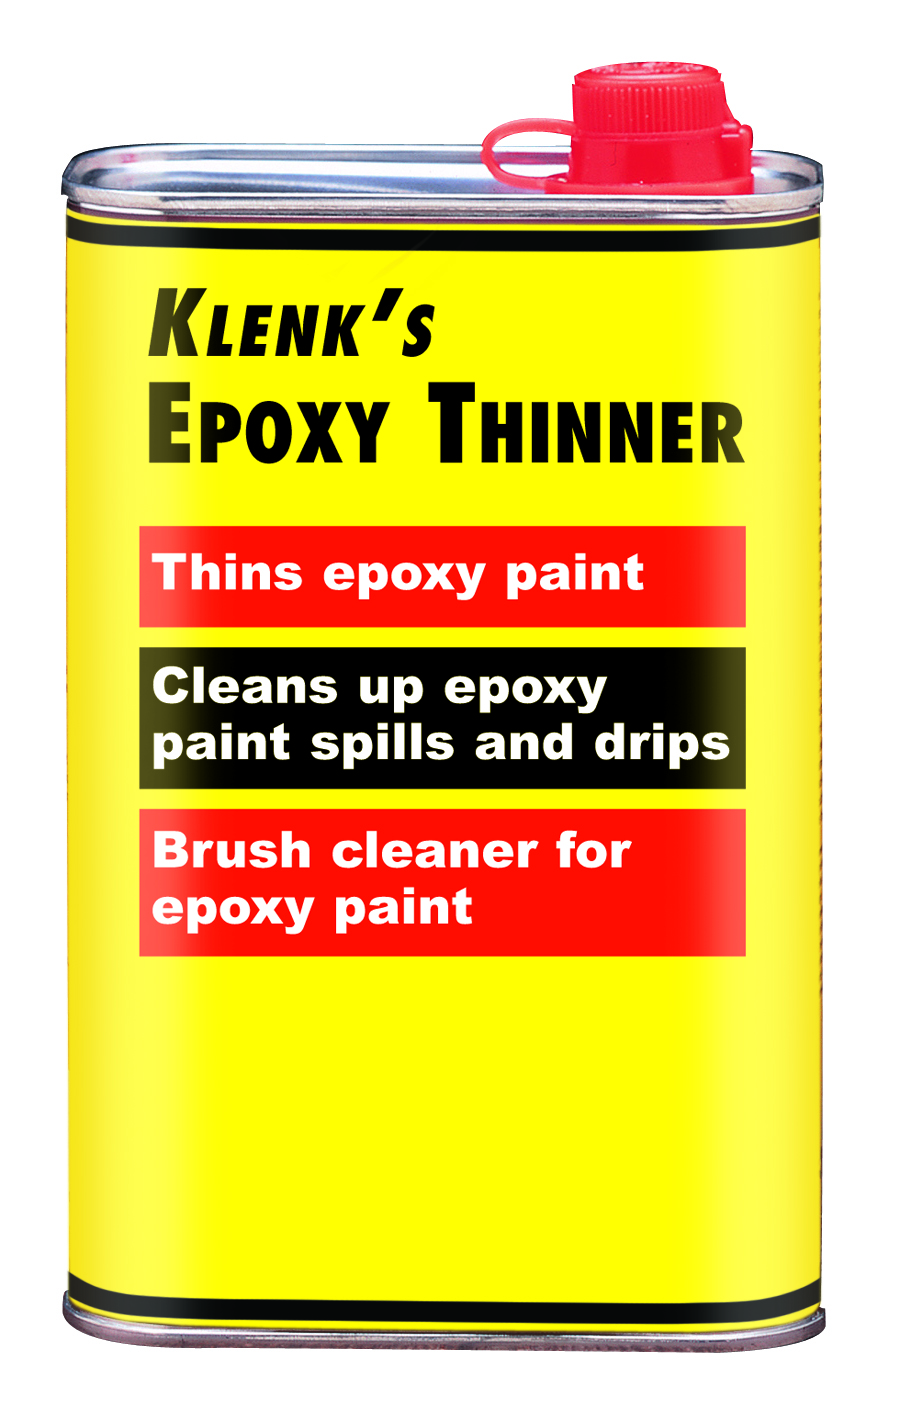 Klenk's
Epoxy Thinner
Thins epoxy paint
Cleans up epoxy
paint spills and drips
Brush cleaner for
epoxy paint